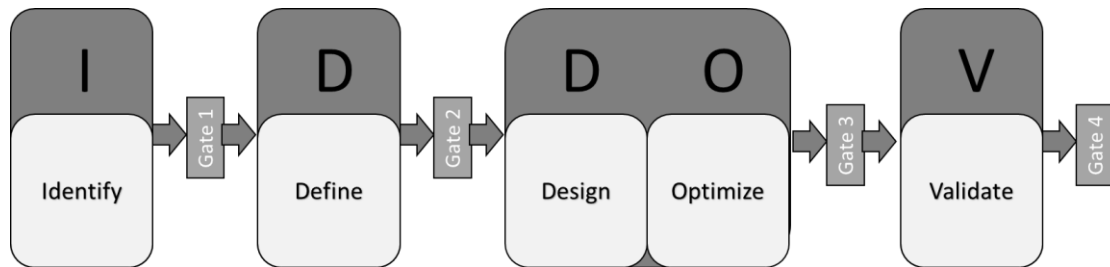 I
D
D
O
V
Identify
Gate 1
Define
Gate 2
Design
Optimize
Gate 3
Validate
Gate 4